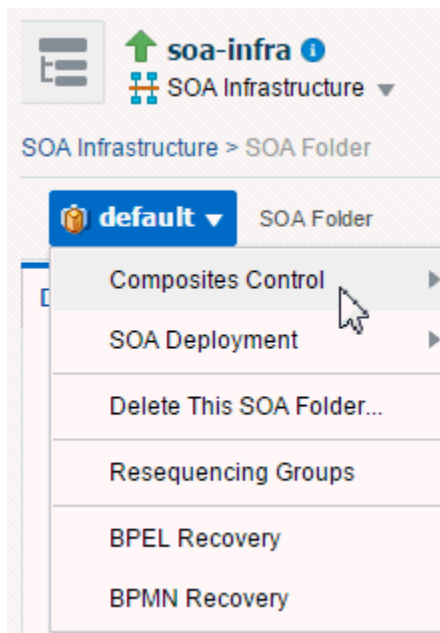 soa-infra
SOA Infrastructure
SOA Infrastructure > SOA Folder
default SOA Folder
Composites Control
SOA Deployment
Delete This SOA Folder...
Resequencing Groups
BPEL Recovery
BPMN Recovery